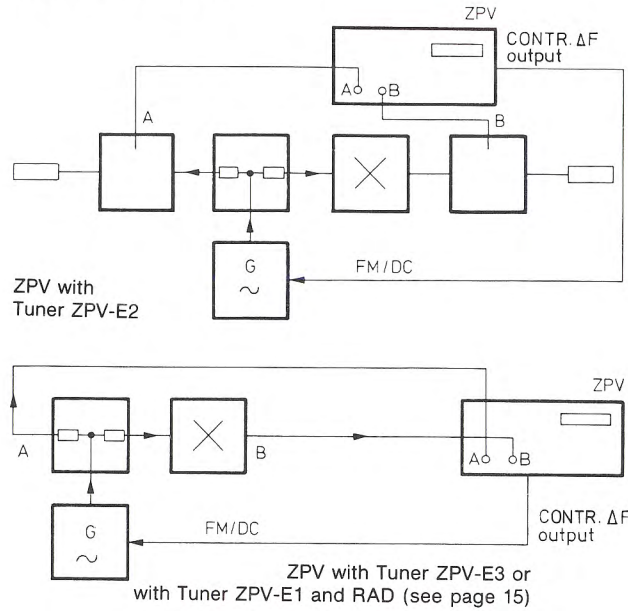 ZPV
CONTR. ΔF
output
A B
A
B
G
~
FM/DC
ZPV with
Tuner ZPV-E2
ZPV
A
B
A B
G
~
FM/DC
CONTR. ΔF
output
ZPV with Tuner ZPV-E3 or
with Tuner ZPV-E1 and RAD (see page 15)